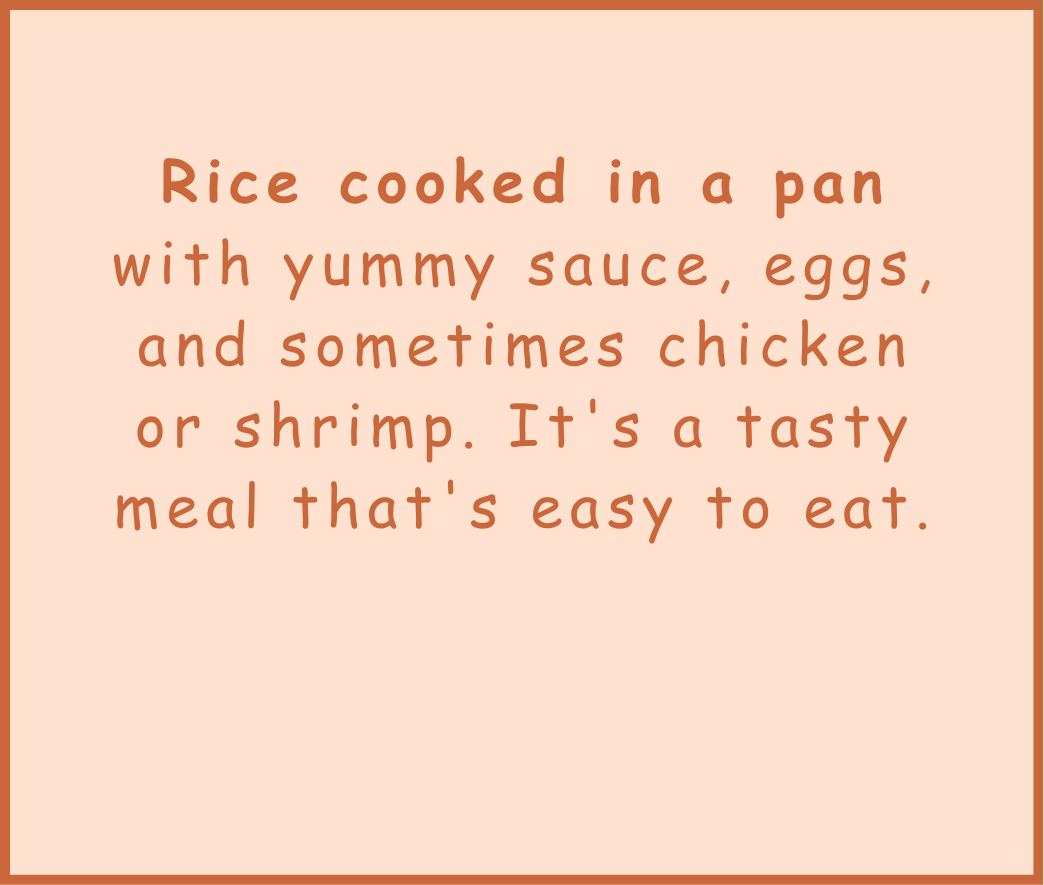 Rice cooked in a pan
with yummy sauce, eggs,
and sometimes chicken
or shrimp. It's a tasty
meal that's easy to eat.